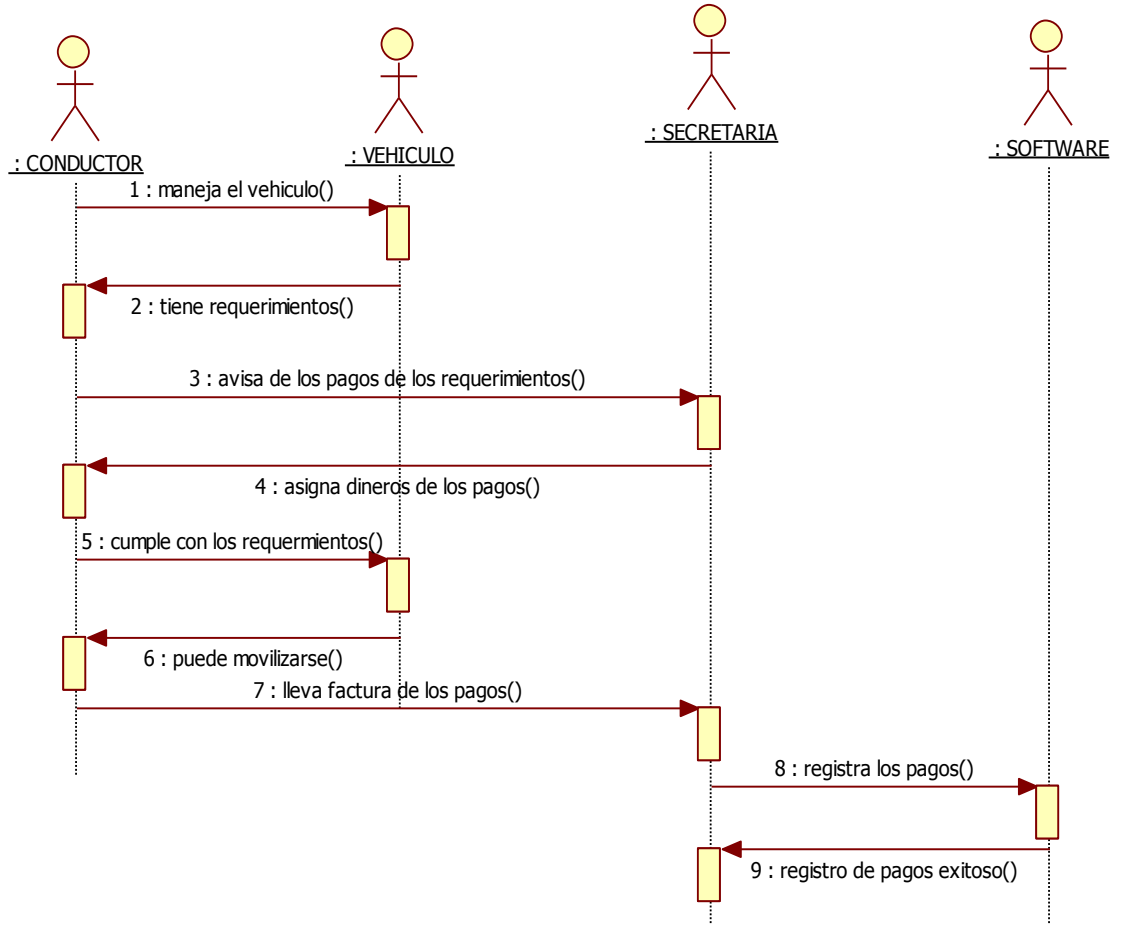 : SECRETARIA
: SOFTWARE
: VEHICULO
: CONDUCTOR
1 : maneja el vehiculo()
2 : tiene requerimientos()
3 : avisa de los pagos de los requerimientos()
4 : asigna dineros de los pagos()
5 : cumple con los requermientos()
6 : puede movilizarse()
7 : lleva factura de los pagos()
8 : registra los pagos()
9 : registro de pagos exitoso()